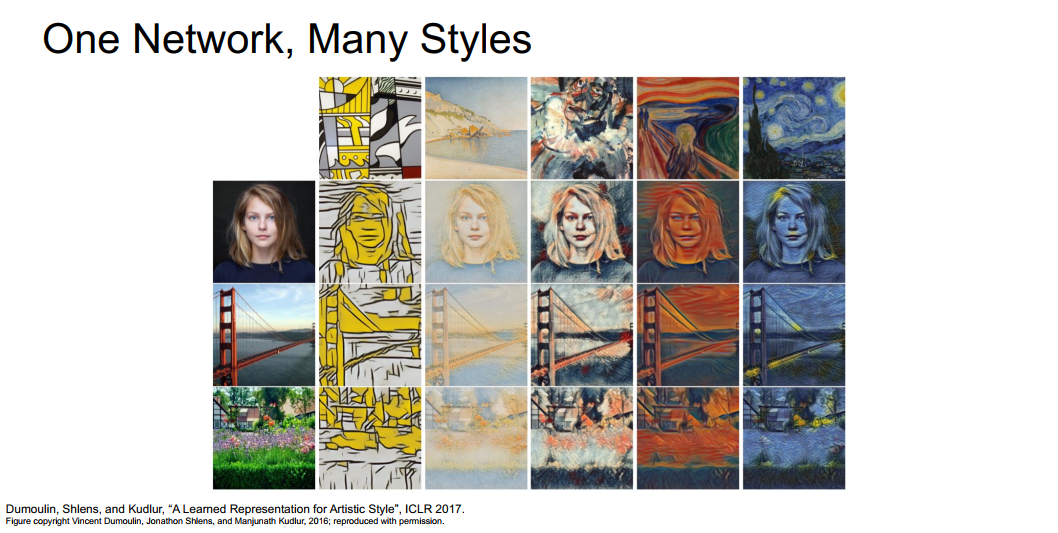 One Network, Many Styles
Dumoulin, Shlens, and Kudlur, “A Learned Representation for Artistic Style”, ICLR 2017.
Figure copyright Vincent Dumoulin, Jonathon Shlens, and Manjunath Kudlur, 2016; reproduced with permission.